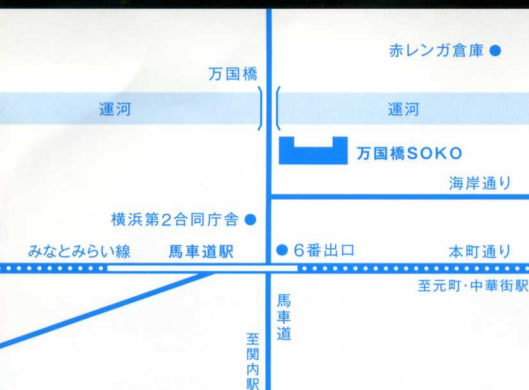 赤レンガ倉庫
万国橋
運河
運河
万国橋SOKO
海岸通り
横浜第2合同庁舎
みなとみらい線
馬車道駅
6番出口
本町通り
至元町・中華街駅
馬車道
至関内駅